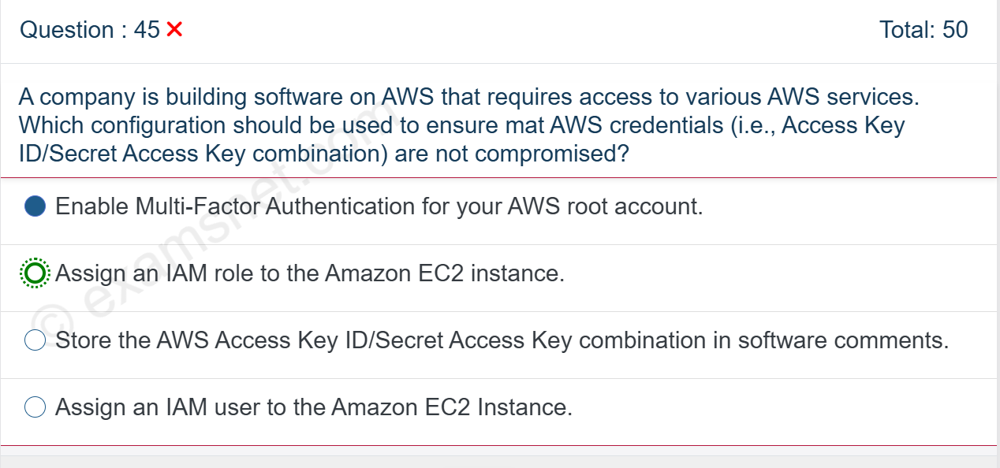 Question : 45
Total: 50
A company is building software on AWS that requires access to various AWS services.
Which configuration should be used to ensure mat AWS credentials (i.e., Access Key
ID/Secret Access Key combination) are not compromised?
Enable Multi-Factor Authentication for your AWS root account.
Assign an IAM role to the Amazon EC2 instance.
Store the AWS Access Key ID/Secret Access Key combination in software comments.
Assign an IAM user to the Amazon EC2 Instance.
© examsnet.com